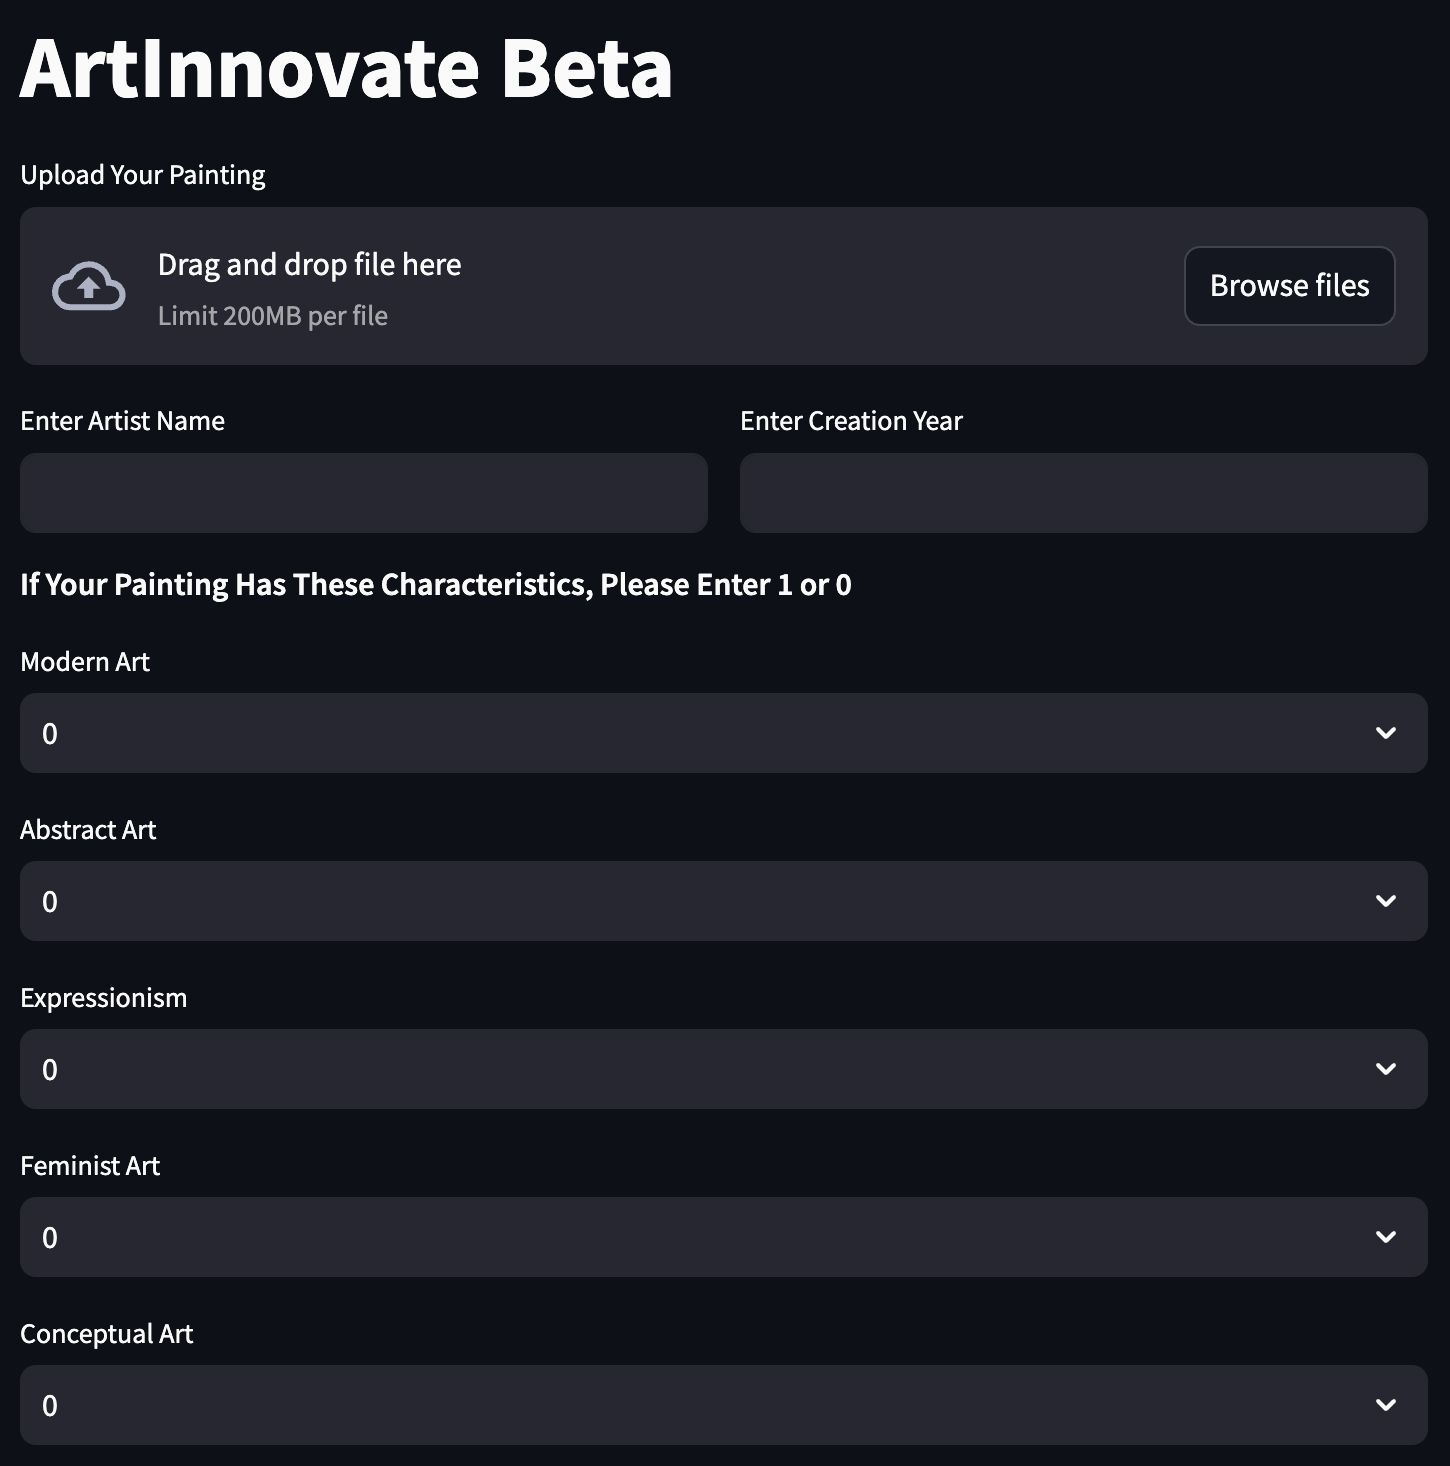 ArtInnovate Beta
Upload Your Painting
Drag and drop file here
Limit 200MB per file
Browse files
Enter Artist Name
Enter Creation Year
If Your Painting Has These Characteristics, Please Enter 1 or 0
Modern Art
0
Abstract Art
0
Expressionism
0
Feminist Art
0
Conceptual Art
0